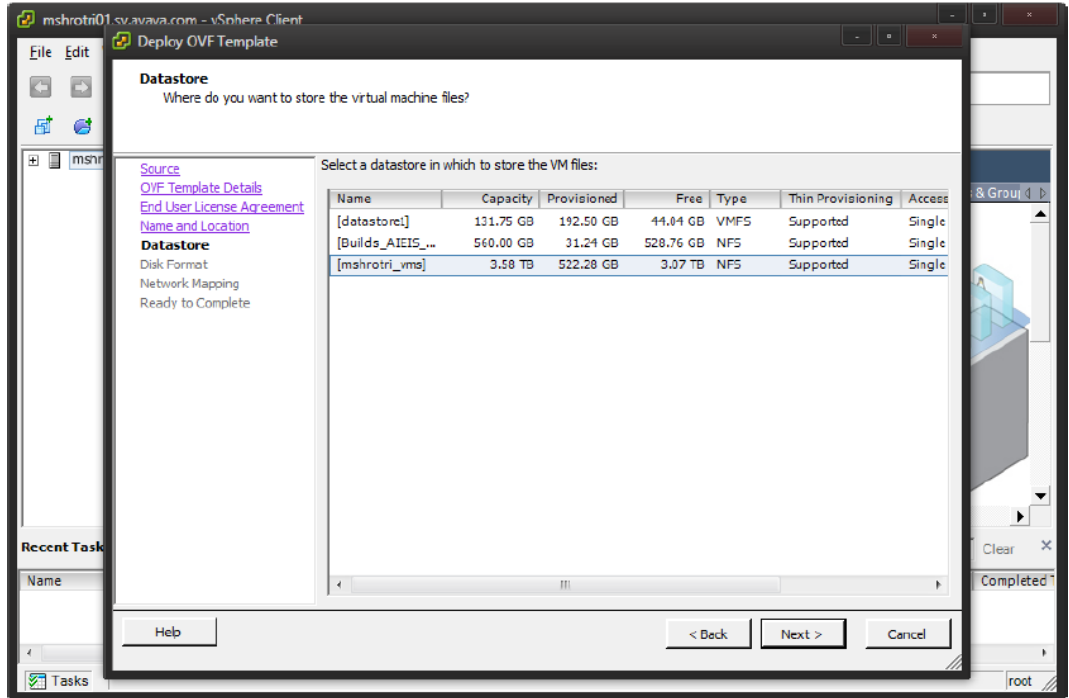 mshrotri01.sv.avaya.com - vSphere Client
Deploy OVF Template
File Edit
Datastore
Where do you want to store the virtual machine files?
mshr
Source
OVF Template Details
End User License Agreement
Name and Location
Datastore
Disk Format
Network Mapping
Ready to Complete
Select a datastore in which to store the VM files:
Name Capacity Provisioned Free Type Thin Provisioning Access
[datastore1] 131.75 GB 192.50 GB 44.04 GB VMFS Supported Single
[Builds_AIEIS_... 560.00 GB 31.24 GB 528.76 GB NFS Supported Single
[mshrotri_vms] 3.58 TB 522.28 GB 3.07 TB NFS Supported Single
& Group
Recent Task
Clear
Name Completed T
Help < Back Next > Cancel
Tasks root